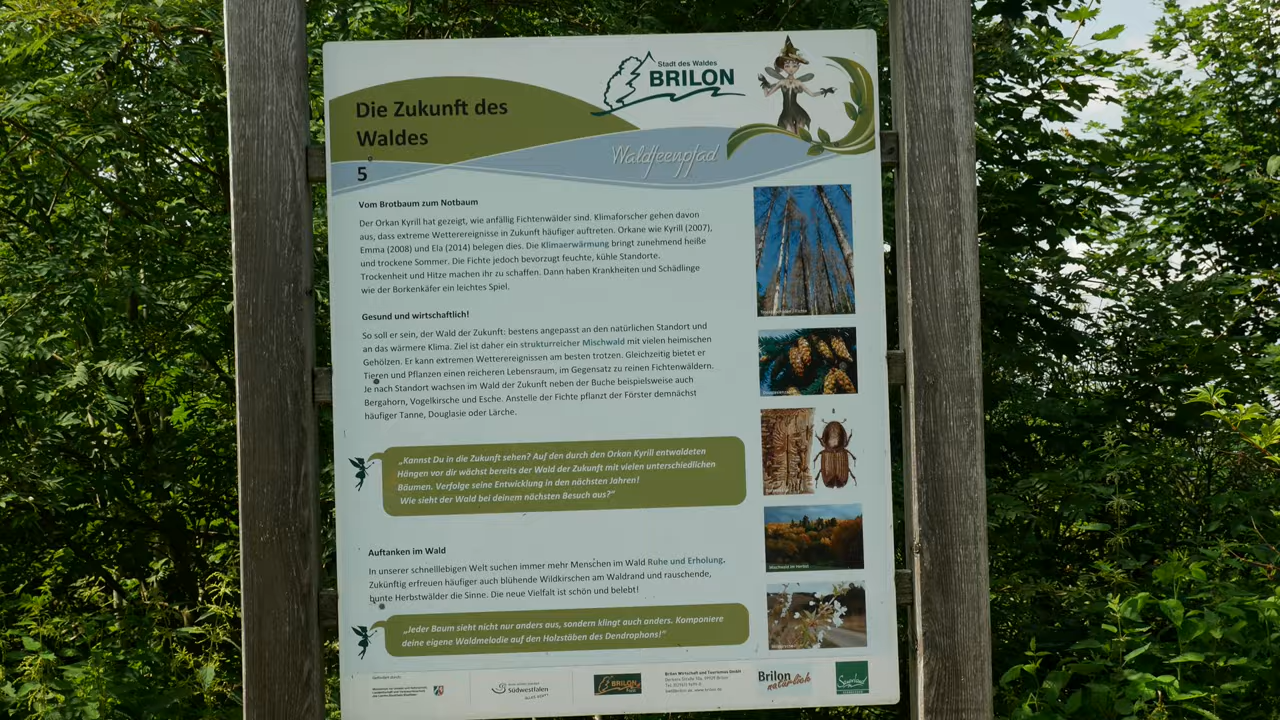 Stadt des Waldes
BRILON
Die Zukunft des
Waldes
Waldfeenpfad
5
Vom Brotbaum zum Notbaum
Der Orkan Kyrill hat gezeigt, wie anfällig Fichtenwälder sind. Klimaforscher gehen davon
aus, dass extreme Wetterereignisse in Zukunft häufiger auftreten. Orkane wie Kyrill (2007),
Emma (2008) und Ela (2014) belegen dies. Die Klimaerwärmung bringt zunehmend heiße
und trockene Sommer. Die Fichte jedoch bevorzugt feuchte, kühle Standorte.
Trockenheit und Hitze machen ihr zu schaffen. Dann haben Krankheiten und Schädlinge
wie der Borkenkäfer ein leichtes Spiel.
Gesund und wirtschaftlich!
So soll er sein, der Wald der Zukunft: bestens angepasst an den natürlichen Standort und
an das wärmere Klima. Ziel ist daher ein strukturreicher Mischwald mit vielen heimischen
Gehölzen. Er kann extremen Wetterereignissen am besten trotzen. Gleichzeitig bietet er
Tieren und Pflanzen einen reicheren Lebensraum, im Gegensatz zu reinen Fichtenwäldern.
Je nach Standort wachsen im Wald der Zukunft neben der Buche beispielsweise auch
Bergahorn, Vogelkirsche und Esche. Anstelle der Fichte pflanzt der Förster demnächst
häufiger Tanne, Douglasie oder Lärche.
„Kannst Du in die Zukunft sehen? Auf den durch den Orkan Kyrill entwaldeten
Hängen vor dir wächst bereits der Wald der Zukunft mit vielen unterschiedlichen
Bäumen. Verfolge seine Entwicklung in den nächsten Jahren!
Wie sieht der Wald bei deinem nächsten Besuch aus?"
Auftanken im Wald
In unserer schnelllebigen Welt suchen immer mehr Menschen im Wald Ruhe und Erholung.
Zukünftig erfreuen häufiger auch blühende Wildkirschen am Waldrand und rauschende,
bunte Herbstwälder die Sinne. Die neue Vielfalt ist schön und belebt!
„Jeder Baum sieht nicht nur anders aus, sondern klingt auch anders. Komponiere
deine eigene Waldmelodie auf den Holzstäben des Dendrophons!"
Mischwald im Herbst
Südwestfalen
BRILON
Brilon Wirtschaft und Tourismus GmbH
Brilon
natürlich
Sauerland